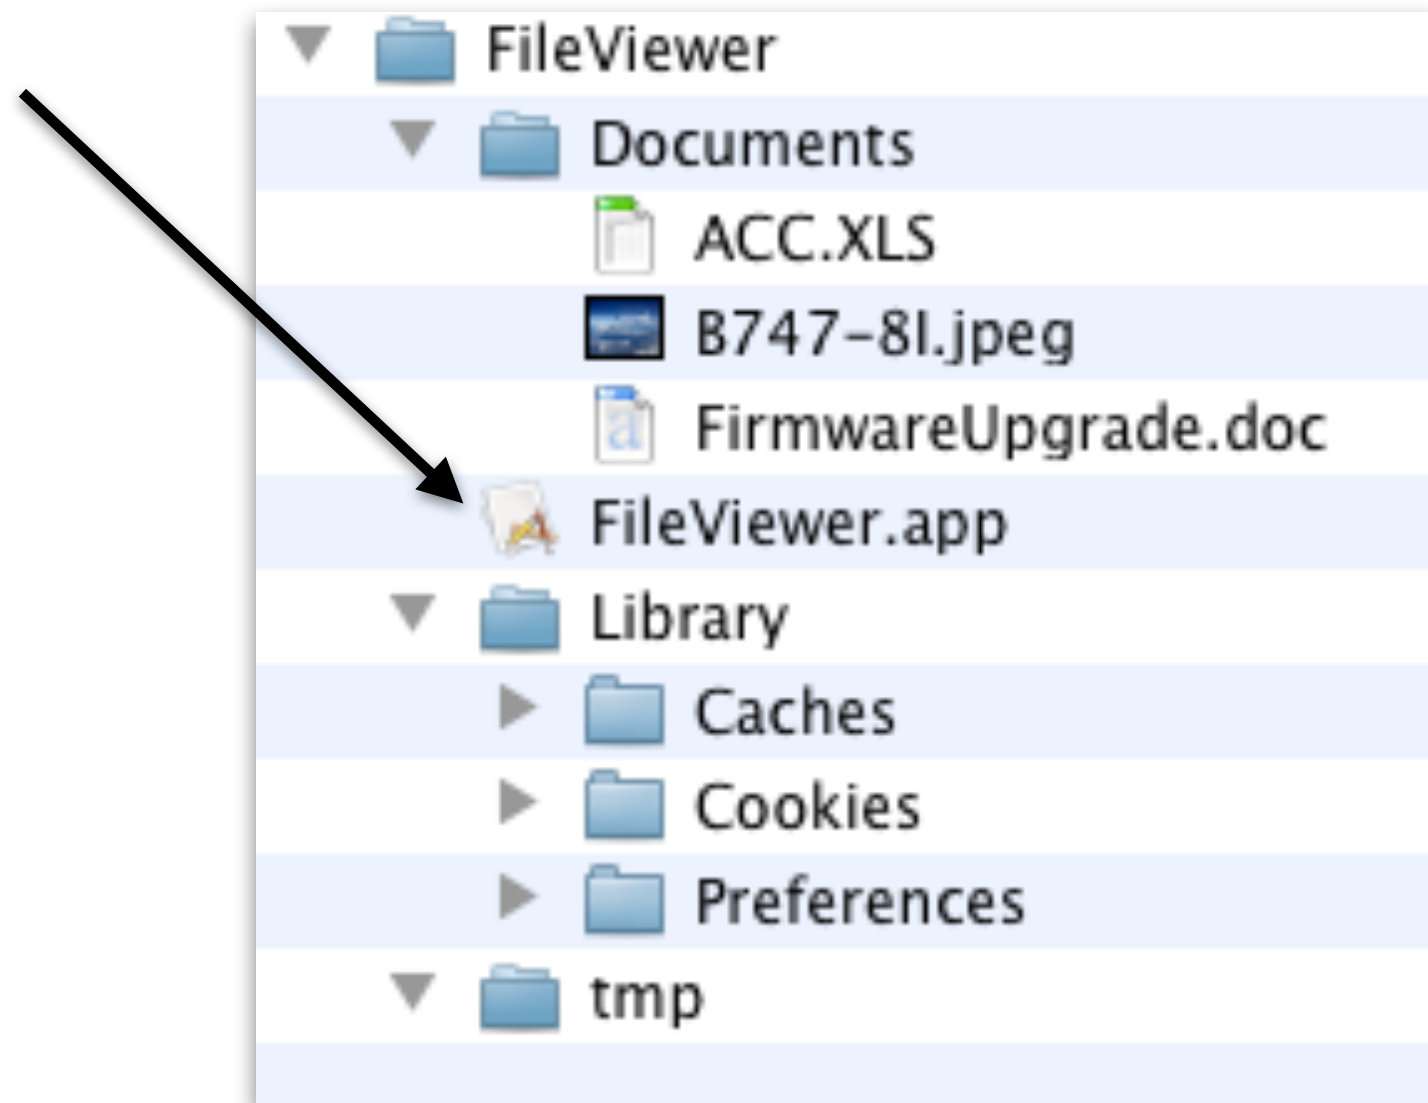 FileViewer
Documents
ACC.XLS
B747-8I.jpeg
FirmwareUpgrade.doc
FileViewer.app
Library
Caches
Cookies
Preferences
tmp